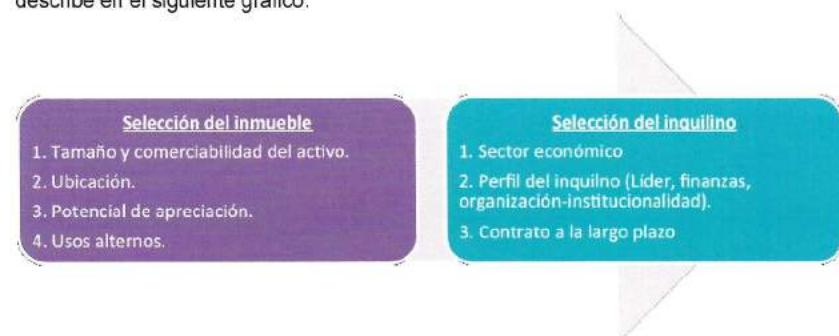 describe en el siguiente gráfico:
Selección del inmueble
1. Tamaño y comerciabilidad del activo.
2. Ubicación.
3. Potencial de apreciación.
4. Usos alternos.
Selección del inquilino
1. Sector económico
2. Perfil del inquilno (Líder, finanzas,
organización-institucionalidad).
3. Contrato a la largo plazo